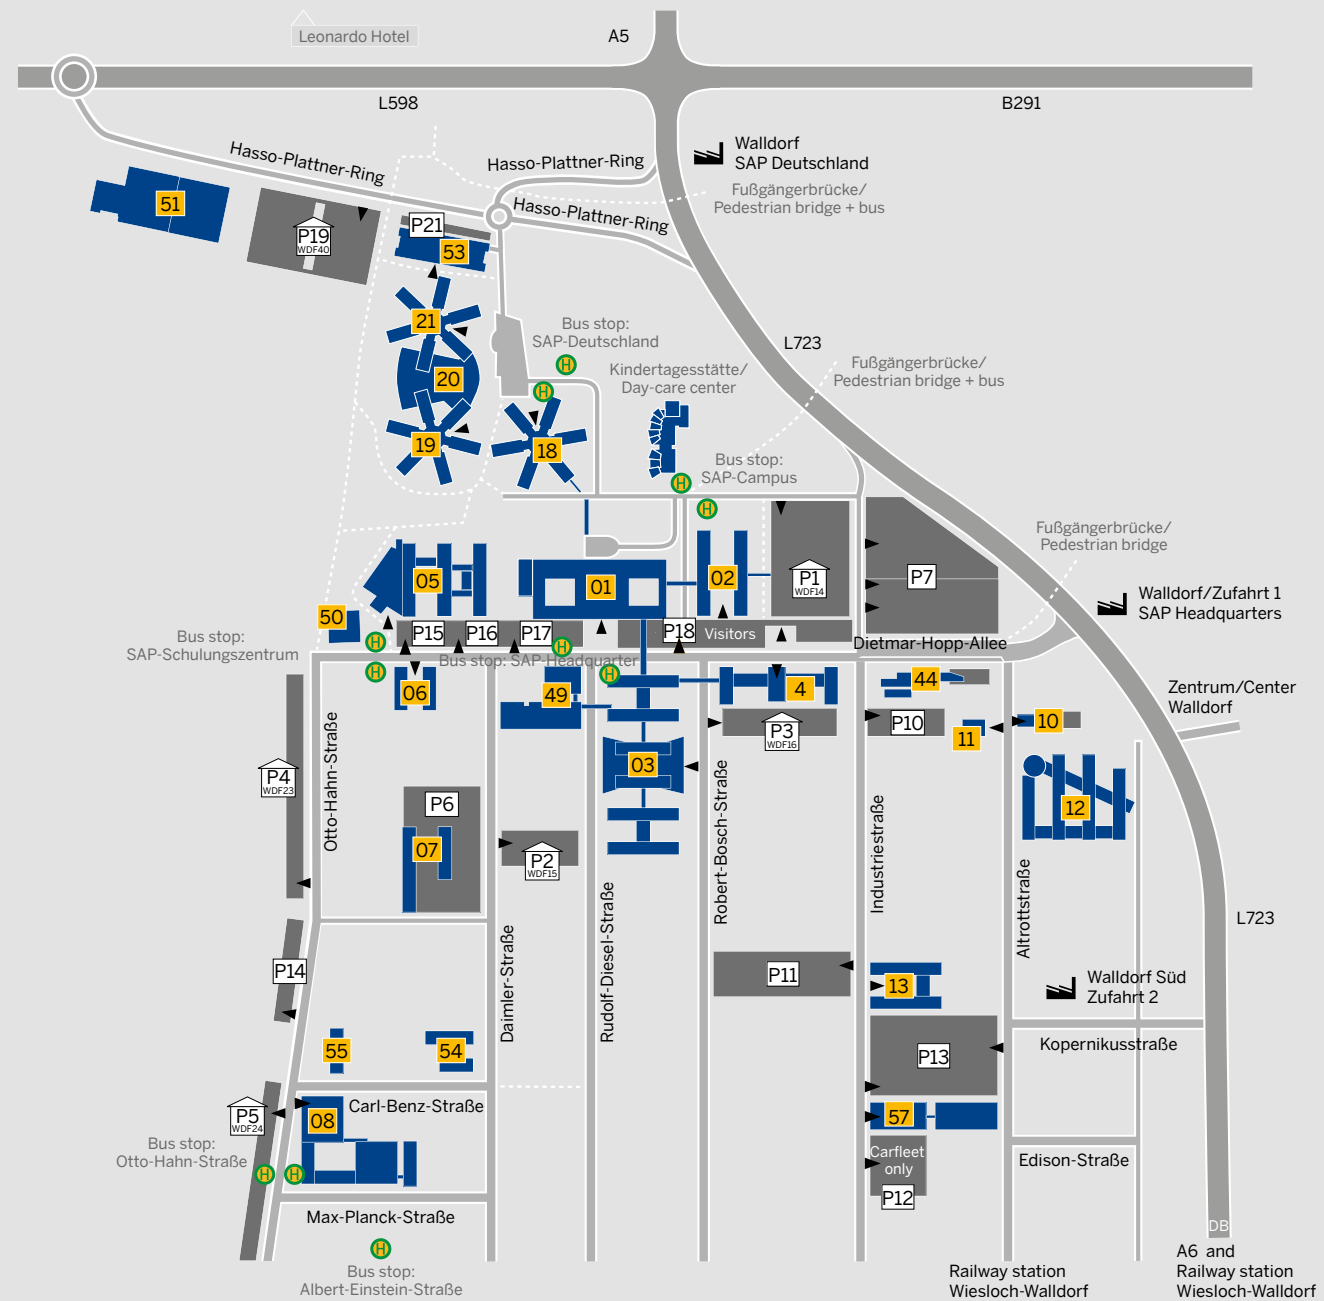 Leonardo Hotel
A5
L598
B291
Hasso-Plattner-Ring
Hasso-Plattner-Ring
Walldorf
SAP Deutschland
Fußgängerbrücke/
Pedestrian bridge + bus
Hasso-Plattner-Ring
51
P19
WDF40
P21
53
21
Bus stop:
SAP-Deutschland
H
L723
Kindertagesstätte/
Day-care center
Fußgängerbrücke/
Pedestrian bridge + bus
20
H
19
18
Bus stop:
SAP-Campus
H
H
Fußgängerbrücke/
Pedestrian bridge
05
01
02
P1
WDF14
P7
Walldorf/Zufahrt 1
SAP Headquarters
50
P15
P16
P17
P18
Visitors
Dietmar-Hopp-Allee
Bus stop:
SAP-Schulungszentrum
H
H
H
Bus stop: SAP-Headquarter
H
06
49
4
44
Zentrum/Center
Walldorf
P3
WDF16
P10
11
10
Otto-Hahn-Straße
P4
WDF23
03
Robert-Bosch-Straße
P6
12
07
P2
WDF15
Industriestraße
Altrottstraße
Rudolf-Diesel-Straße
Daimler-Straße
L723
P14
P11
13
Walldorf Süd
Zufahrt 2
55
54
P13
Kopernikusstraße
P5
WDF24
08
Carl-Benz-Straße
57
Bus stop:
Otto-Hahn-Straße
H
H
Carfleet
only
P12
Edison-Straße
Max-Planck-Straße
DB
H
Bus stop:
Albert-Einstein-Straße
Railway station
Wiesloch-Walldorf
A6 and
Railway station
Wiesloch-Walldorf